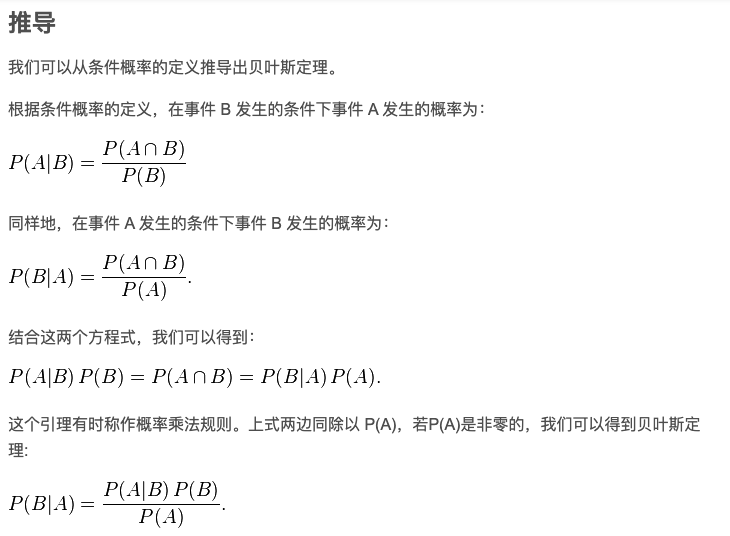 推导
我们可以从条件概率的定义推导出贝叶斯定理。
根据条件概率的定义，在事件 B 发生的条件下事件 A 发生的概率为：
P(A|B) = P(A ∩ B) / P(B)
同样地，在事件 A 发生的条件下事件 B 发生的概率为：
P(B|A) = P(A ∩ B) / P(A).
结合这两个方程式，我们可以得到：
P(A|B) P(B) = P(A ∩ B) = P(B|A) P(A).
这个引理有时称作概率乘法规则。上式两边同除以 P(A)，若P(A)是非零的，我们可以得到贝叶斯定
理:
P(B|A) = P(A|B) P(B) / P(A).